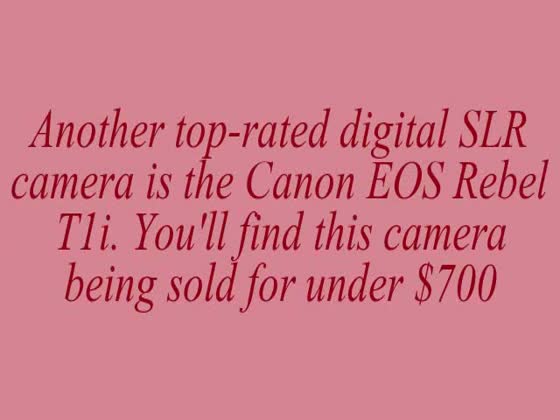 Another top-rated digital SLR
camera is the Canon EOS Rebel
T1i. You'll find this camera
being sold for under $700